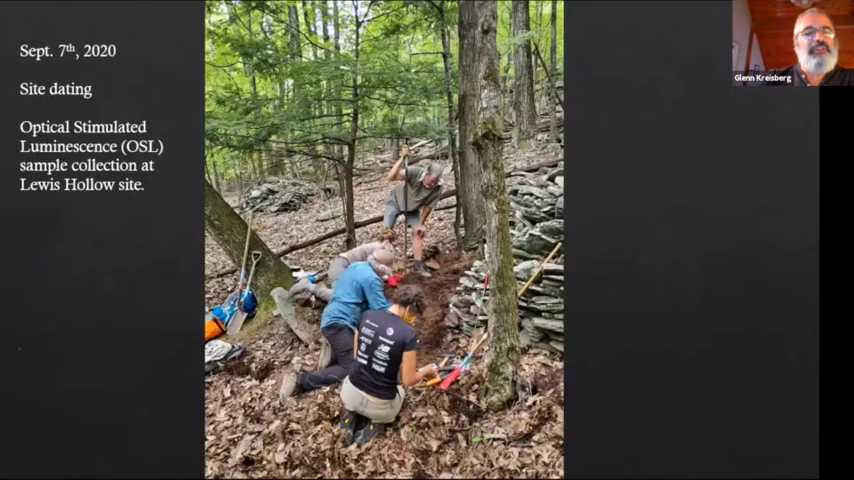 Sept. 7th, 2020
Site dating
Optical Stimulated
Luminescence (OSL)
sample collection at
Lewis Hollow site.
Glenn Kreisberg